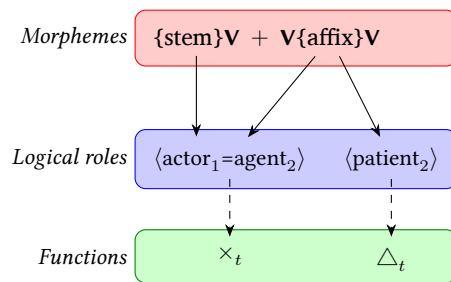 Morphemes {stem}V + V{affix}V
Logical roles ⟨actor₁=agent₂⟩ ⟨patient₂⟩
Functions ×ₜ △ₜ